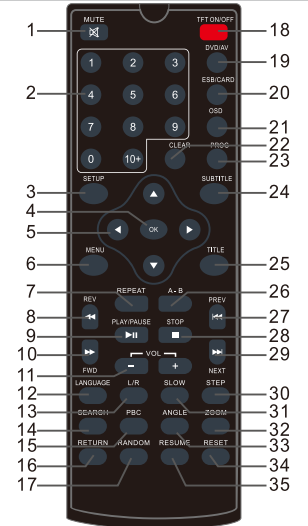 MUTE TFT ON/OFF
1 18
DVD/AV
1 2 3 19
ESB/CARD
2 4 5 6 20
OSD
7 8 9 21
CLEAR PROG 22
0 10+ 23
SETUP SUBTITLE
3 24
4
5 OK
MENU TITLE
6 25
REPEAT A-B
7 26
REV PREV
8 27
PLAY/PAUSE STOP
9 28
10 29
VOL
11 - +
FWD NEXT
LANGUAGE L/R SLOW STEP
12 30
13 31
SEARCH PBC ANGLE ZOOM
14 32
15 33
RETURN RANDOM RESUME RESET
16 34
17 35